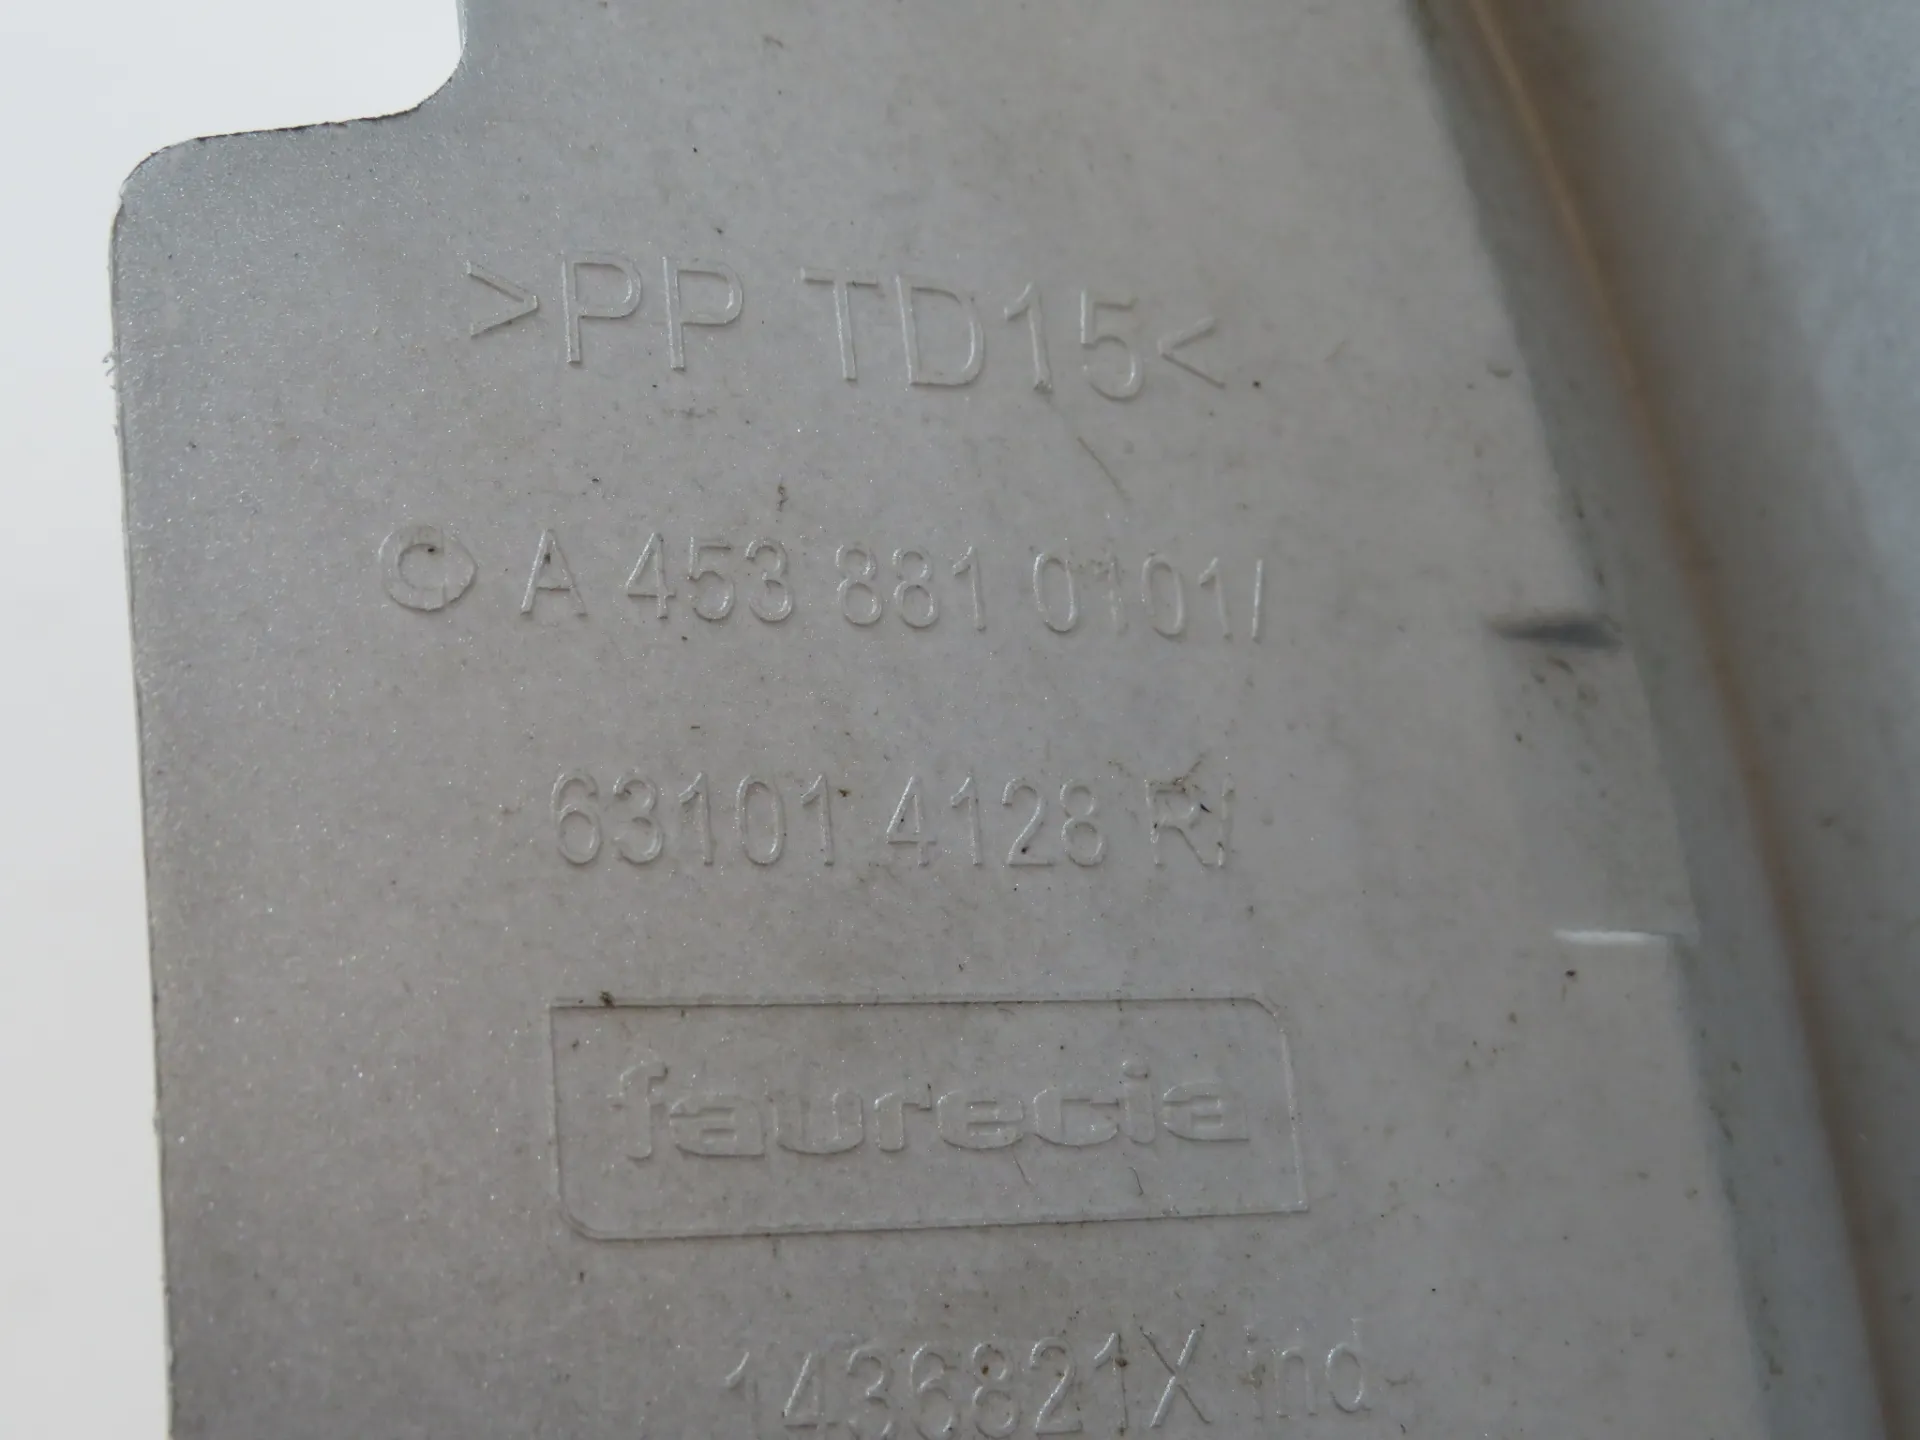 >PP TD15<
© A 453 881 0101/
63101 4128 R/
faurecia
1436821X ind